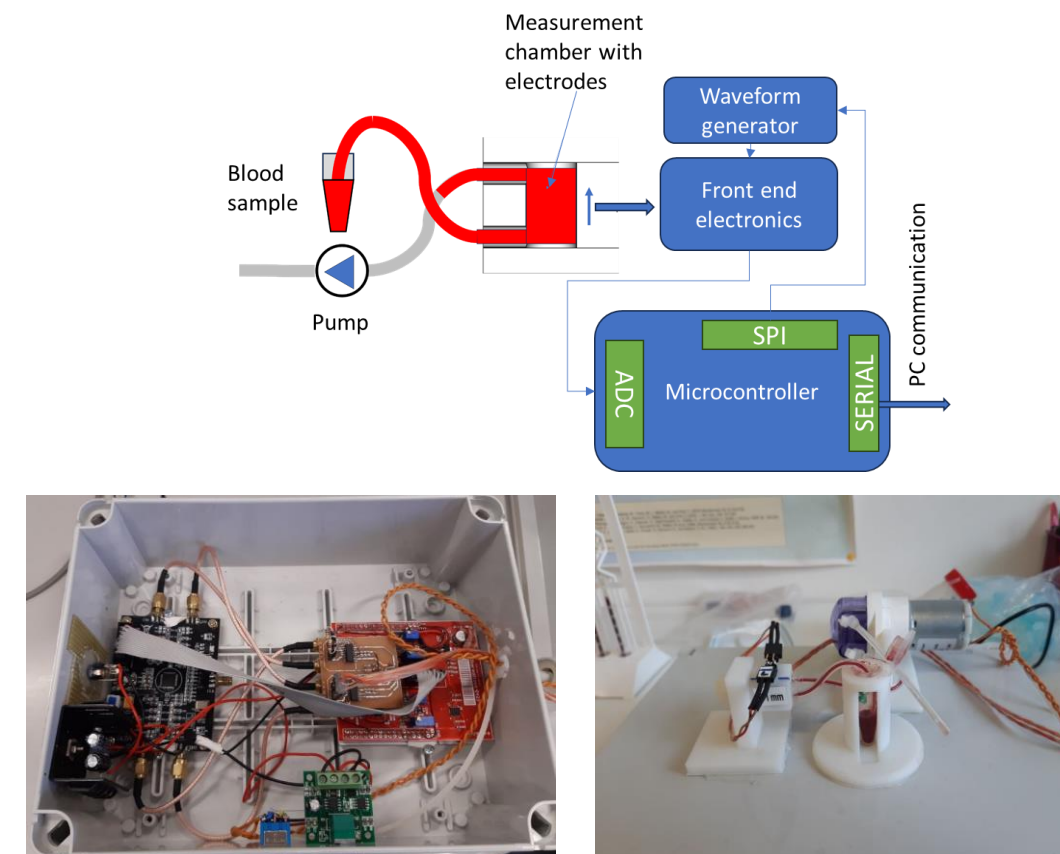 Measurement
chamber with
electrodes
Waveform
generator
Blood
sample
Front end
electronics
Pump
PC communication
SPI
ADC
Microcontroller
SERIAL
mm